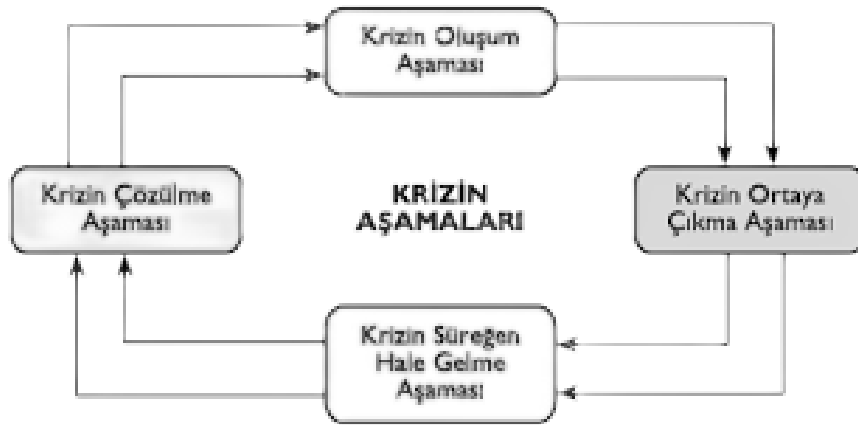 Krizin Oluşum
Aşaması
Krizin Çözülme
Aşaması
KRİZİN
AŞAMALARI
Krizin Ortaya
Çıkma Aşaması
Krizin Süreğen
Hale Gelme
Aşaması